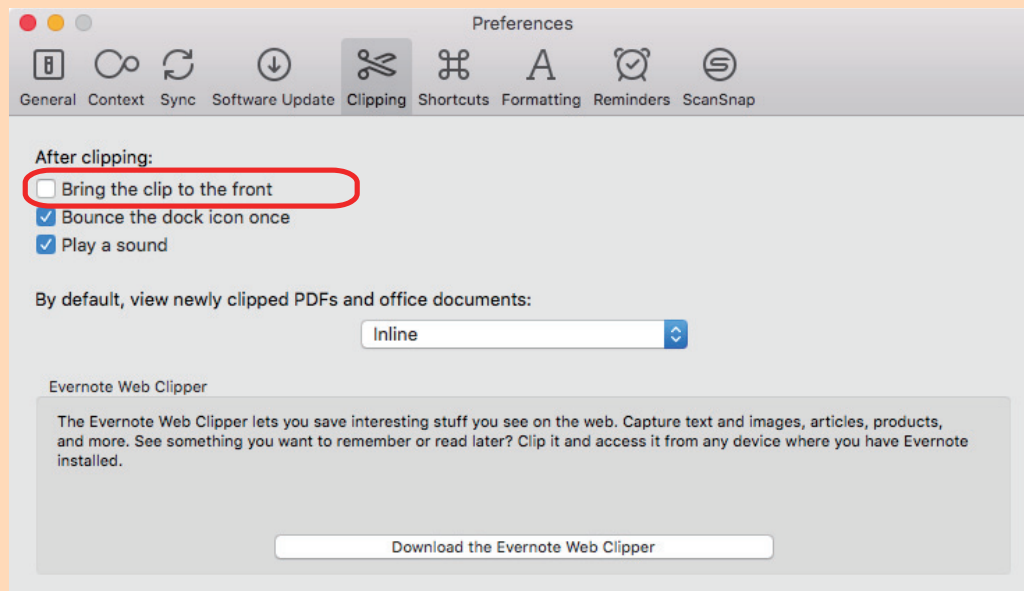 Preferences
General Context Sync Software Update Clipping Shortcuts Formatting Reminders ScanSnap
After clipping:
Bring the clip to the front
Bounce the dock icon once
Play a sound
By default, view newly clipped PDFs and office documents:
Inline
Evernote Web Clipper
The Evernote Web Clipper lets you save interesting stuff you see on the web. Capture text and images, articles, products,
and more. See something you want to remember or read later? Clip it and access it from any device where you have Evernote
installed.
Download the Evernote Web Clipper